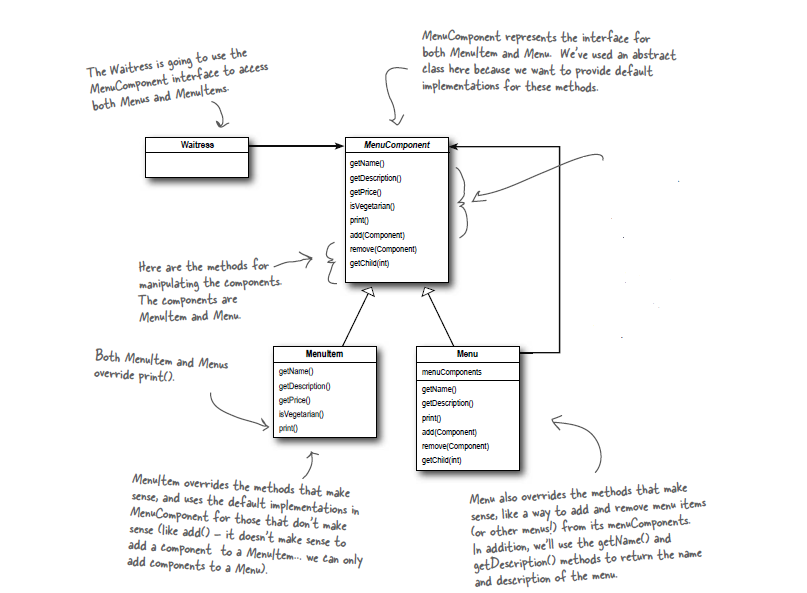 MenuComponent represents the interface for
both MenuItem and Menu. We've used an abstract
class here because we want to provide default
implementations for these methods.
The Waitress is going to use the
MenuComponent interface to access
both Menus and MenuItems.
Waitress
MenuComponent
getName()
getDescription()
getPrice()
isVegetarian()
print()
add(Component)
remove(Component)
getChild(int)
Here are the methods for
manipulating the components.
The components are
MenuItem and Menu.
Both MenuItem and Menus
override print().
MenuItem
getName()
getDescription()
getPrice()
isVegetarian()
print()
Menu
menuComponents
getName()
getDescription()
print()
add(Component)
remove(Component)
getChild(int)
MenuItem overrides the methods that make
sense, and uses the default implementations in
MenuComponent for those that don't make
sense (like add() – it doesn't make sense to
add a component to a MenuItem... we can only
add components to a Menu).
Menu also overrides the methods that make
sense, like a way to add and remove menu items
(or other menus!) from its menuComponents.
In addition, we'll use the getName() and
getDescription() methods to return the name
and description of the menu.